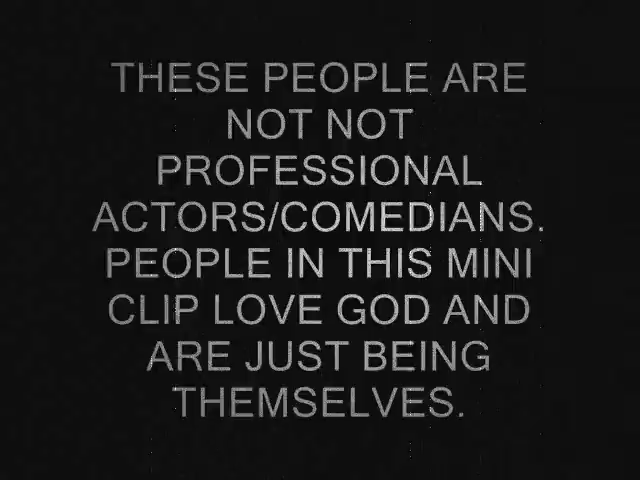 THESE PEOPLE ARE
NOT NOT
PROFESSIONAL
ACTORS/COMEDIANS.
PEOPLE IN THIS MINI
CLIP LOVE GOD AND
ARE JUST BEING
THEMSELVES.